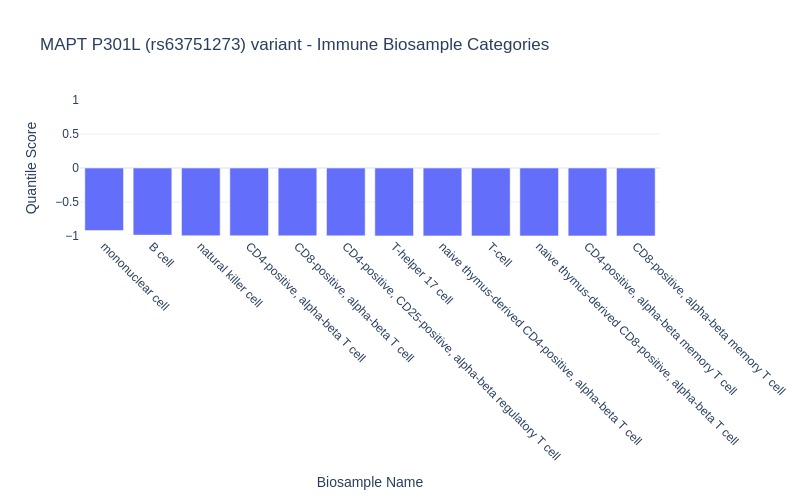 MAPT P301L (rs63751273) variant - Immune Biosample Categories
Quantile Score
1
0.5
0
−0.5
−1
mononuclear cell
B cell
natural killer cell
CD4-positive, alpha-beta T cell
CD8-positive, alpha-beta T cell
CD4-positive, CD25-positive, alpha-beta regulatory T cell
T-helper 17 cell
naive thymus-derived CD4-positive, alpha-beta T cell
T-cell
naive thymus-derived CD8-positive, alpha-beta T cell
CD4-positive, alpha-beta memory T cell
CD8-positive, alpha-beta memory T cell
Biosample Name